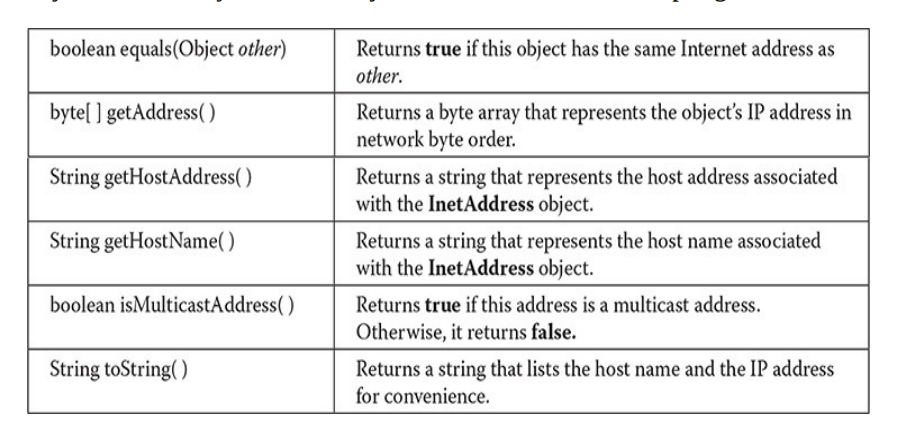 boolean equals(Object other)
Returns true if this object has the same Internet address as
other.
byte[ ] getAddress( )
Returns a byte array that represents the object's IP address in
network byte order.
String getHostAddress( )
Returns a string that represents the host address associated
with the InetAddress object.
String getHostName( )
Returns a string that represents the host name associated
with the InetAddress object.
boolean isMulticastAddress( )
Returns true if this address is a multicast address.
Otherwise, it returns false.
String toString( )
Returns a string that lists the host name and the IP address
for convenience.